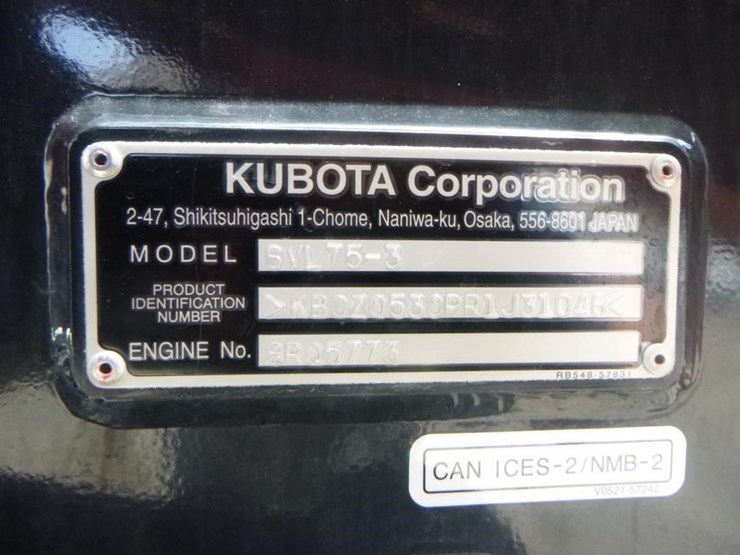 KUBOTA Corporation
2-47, Shikitsuhigashi 1-Chome, Naniwa-ku, Osaka, 556-8601 JAPAN
MODEL SVL75-3
PRODUCT
IDENTIFICATION
NUMBER
ENGINE No.
RB548-57831
CAN ICES-2/NMB-2
V0521-57242